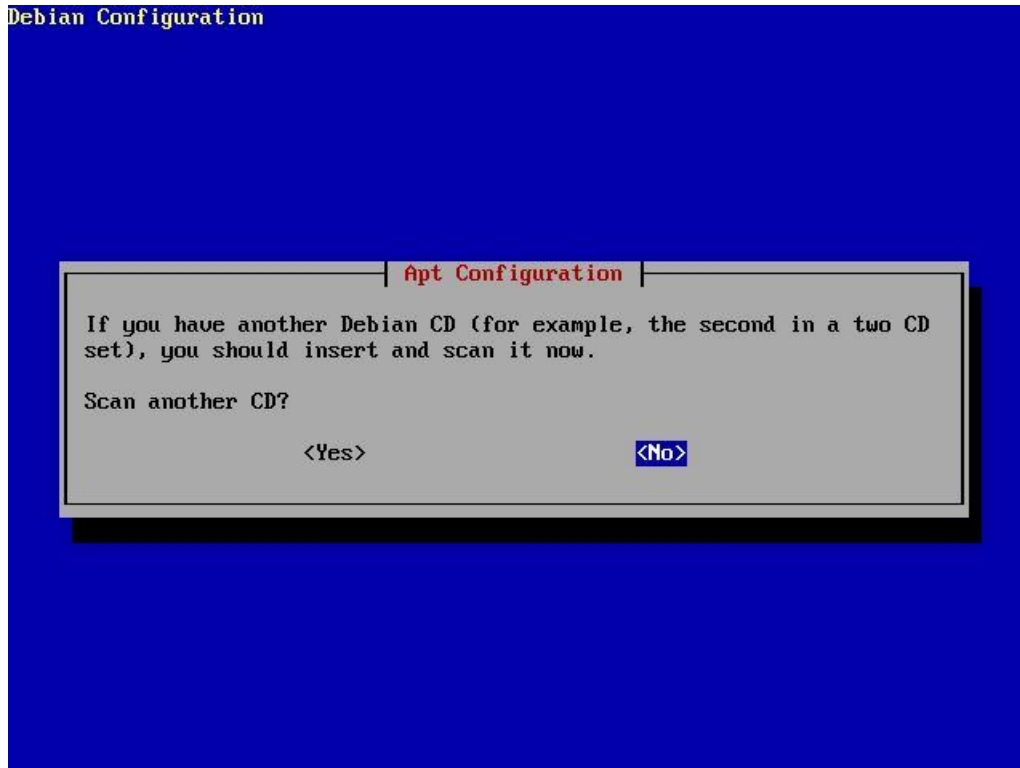 Debian Configuration
Apt Configuration
If you have another Debian CD (for example, the second in a two CD
set), you should insert and scan it now.
Scan another CD?
<Yes> <No>